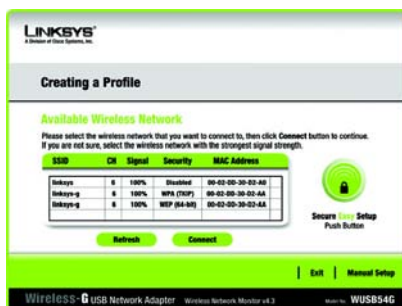 LINKSYS®
A Division of Cisco Systems, Inc.
Creating a Profile
Available Wireless Network
Please select the wireless network that you want to connect to, then click Connect button to continue.
If you are not sure, select the wireless network with the strongest signal strength.
SSID CH Signal Security MAC Address
linksys 6 100% Disabled 00-02-DD-30-D2-A0
linksys-g 6 100% WPA (TKIP) 00-02-DD-30-D2-AA
linksys-g 6 100% WEP (64-bit) 00-02-DD-30-D2-AA
Refresh Connect
Secure Easy Setup
Push Button
Exit Manual Setup
Wireless-G USB Network Adapter Wireless Network Monitor v4.3 Model No. WUSB54G